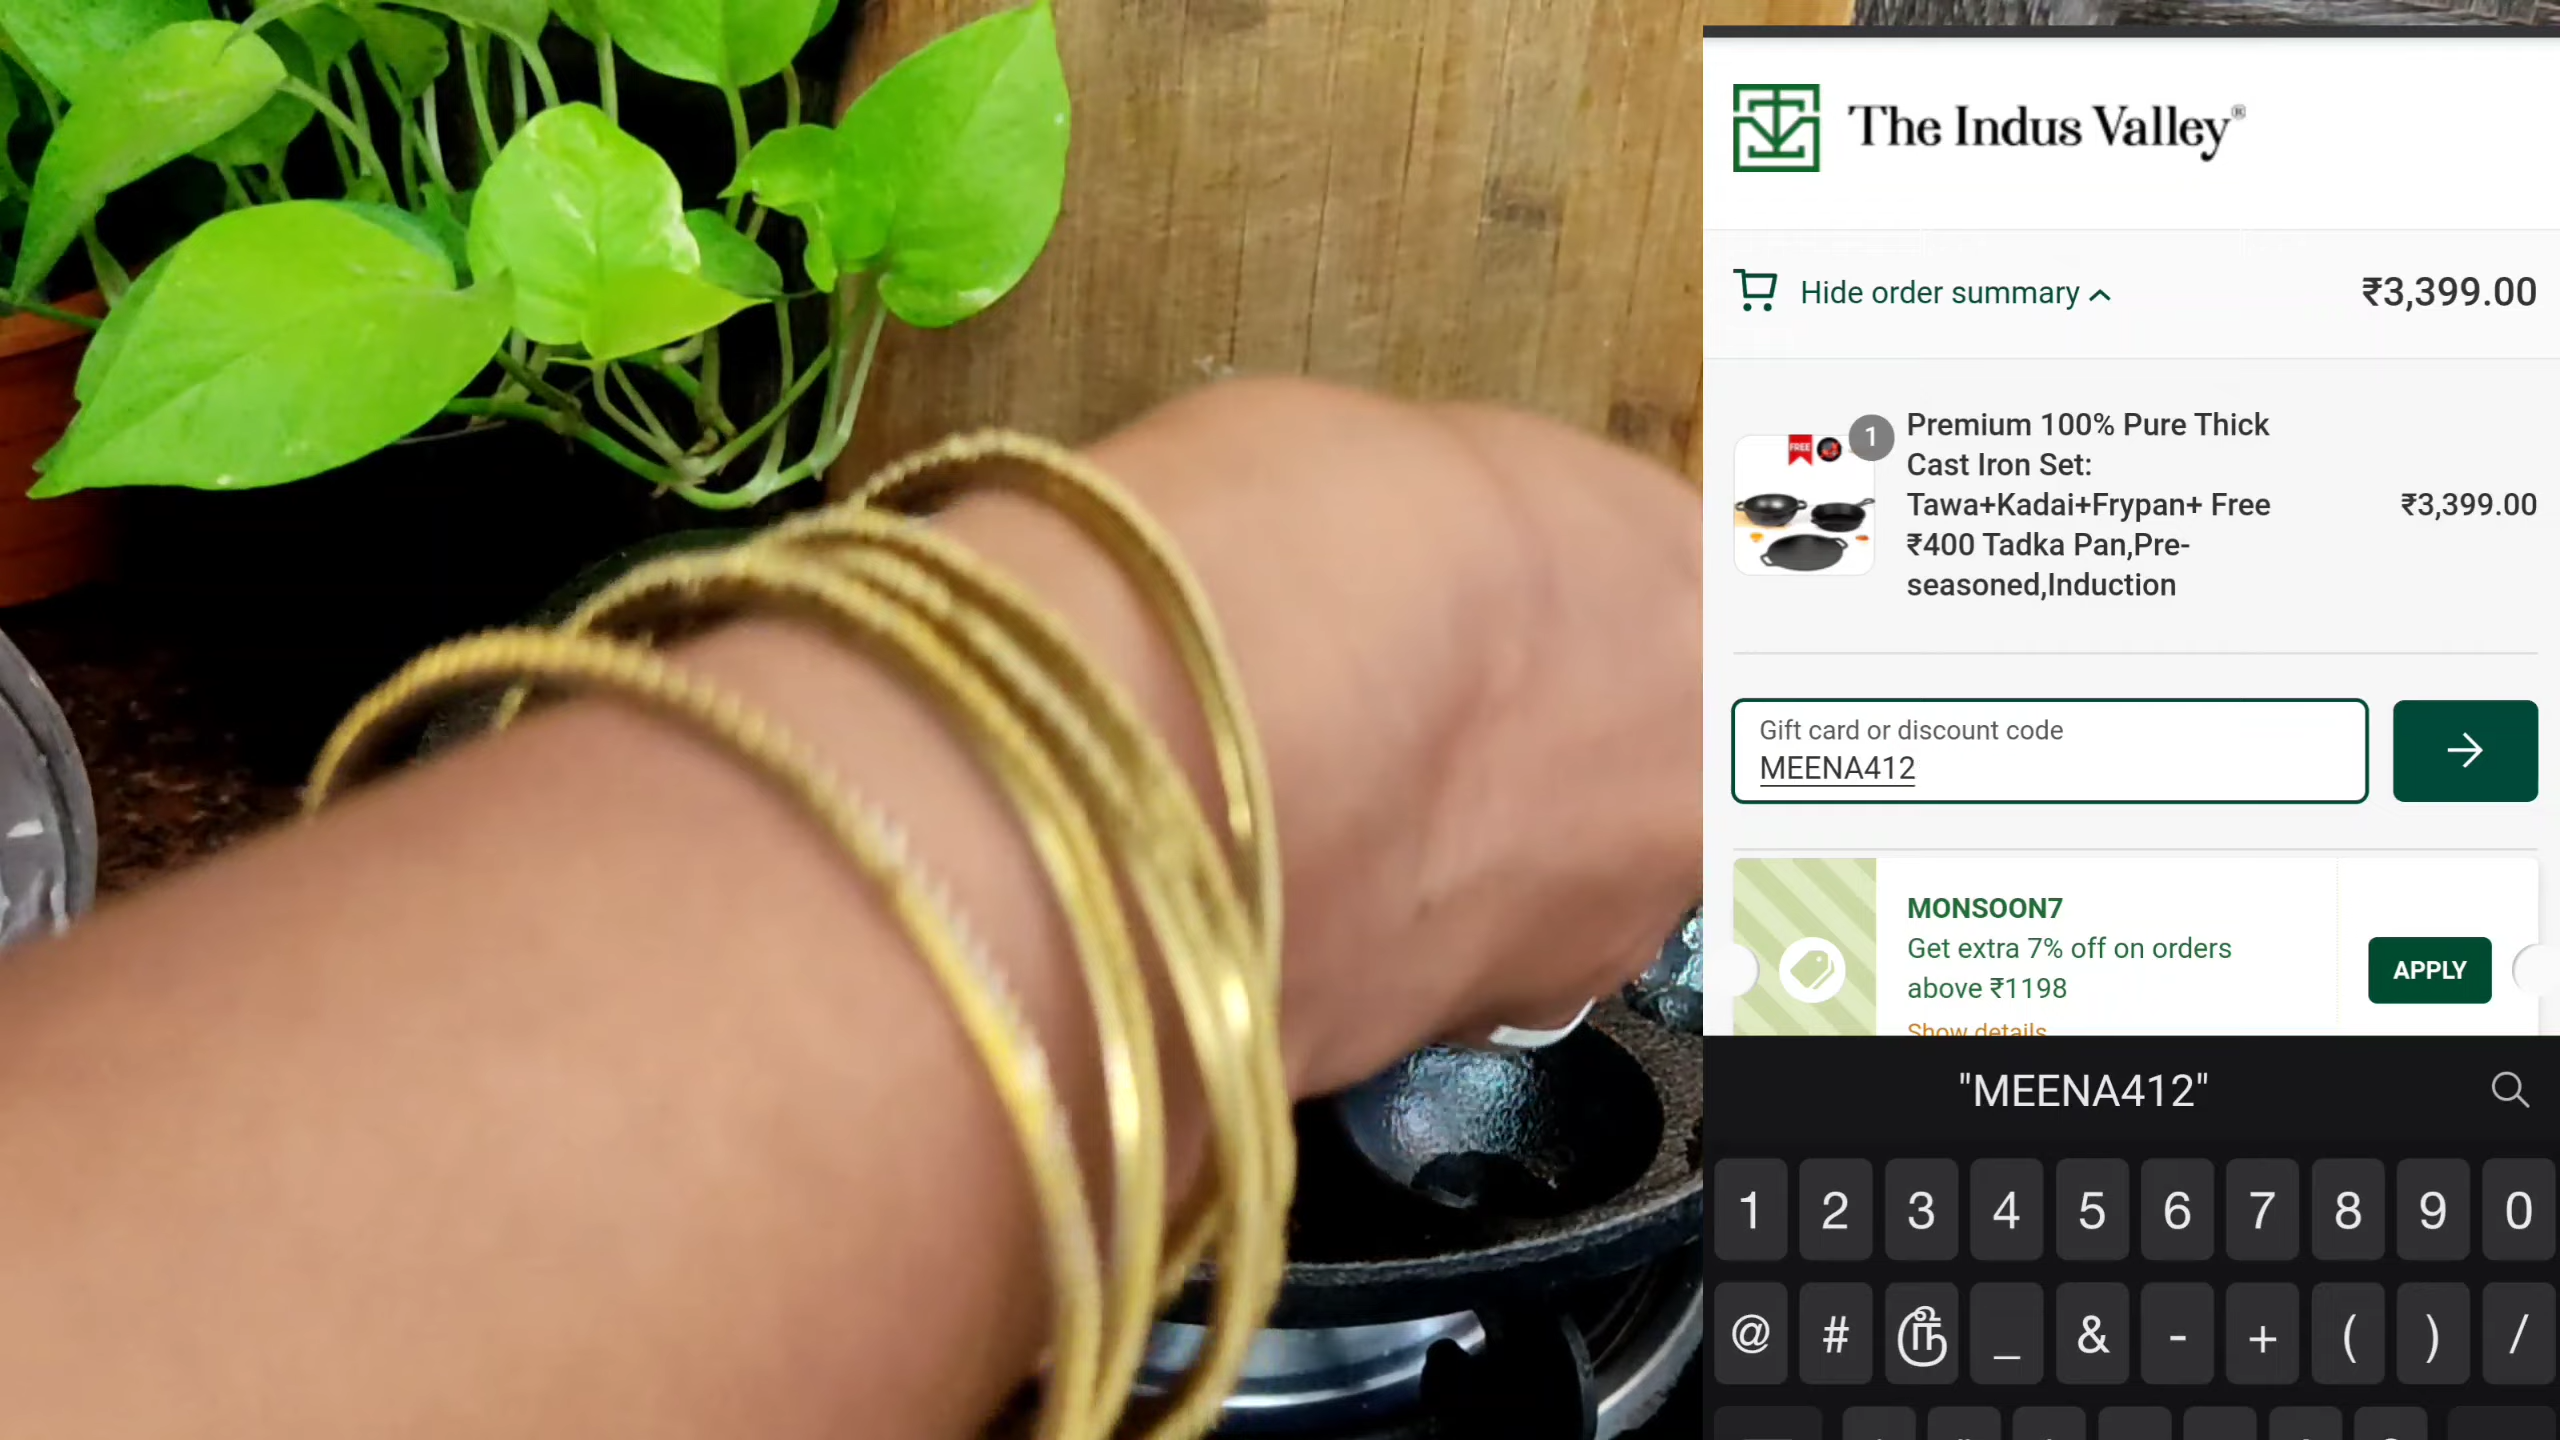 The Indus Valley®
Hide order summary
₹3,399.00
FREE
1
Premium 100% Pure Thick
Cast Iron Set:
Tawa+Kadai+Frypan+ Free
₹400 Tadka Pan,Pre-
seasoned,Induction
₹3,399.00
Gift card or discount code
MEENA412
MONSOON7
Get extra 7% off on orders
above ₹1198
Show details
APPLY
"MEENA412"
1 2 3 4 5 6 7 8 9 0
@ # ௹ _ & - + ( ) /